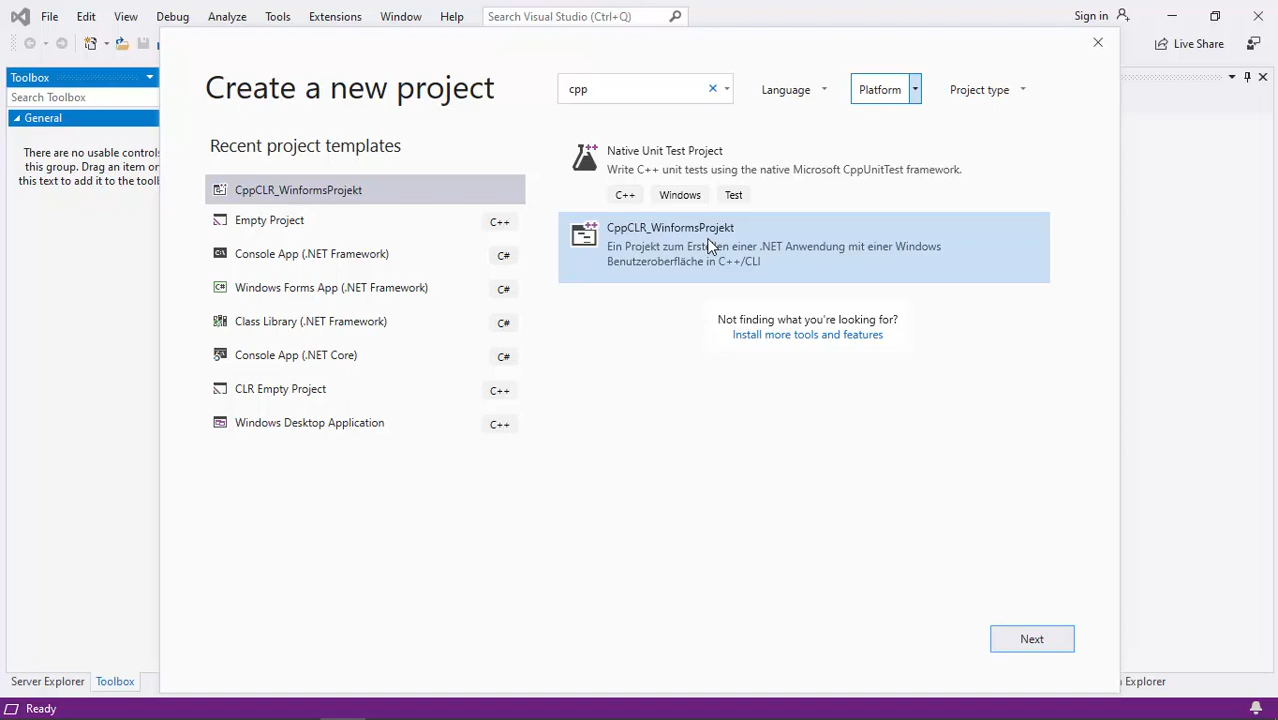 File Edit View Debug Analyze Tools Extensions Window Help Search Visual Studio (Ctrl+Q) Sign in
Live Share
Toolbox
Search Toolbox
General
There are no usable control
this group. Drag an item or
this text to add it to the toolb
Create a new project
cpp
Language Platform Project type
Recent project templates
CppCLR_WinformsProjekt
Empty Project C++
Console App (.NET Framework) C#
Windows Forms App (.NET Framework) C#
Class Library (.NET Framework) C#
Console App (.NET Core) C#
CLR Empty Project C++
Windows Desktop Application C++
Native Unit Test Project
Write C++ unit tests using the native Microsoft CppUnitTest framework.
C++ Windows Test
CppCLR_WinformsProjekt
Ein Projekt zum Erstellen einer .NET Anwendung mit einer Windows
Benutzeroberfläche in C++/CLI
Not finding what you're looking for?
Install more tools and features
Next
Server Explorer Toolbox
Explorer
Ready